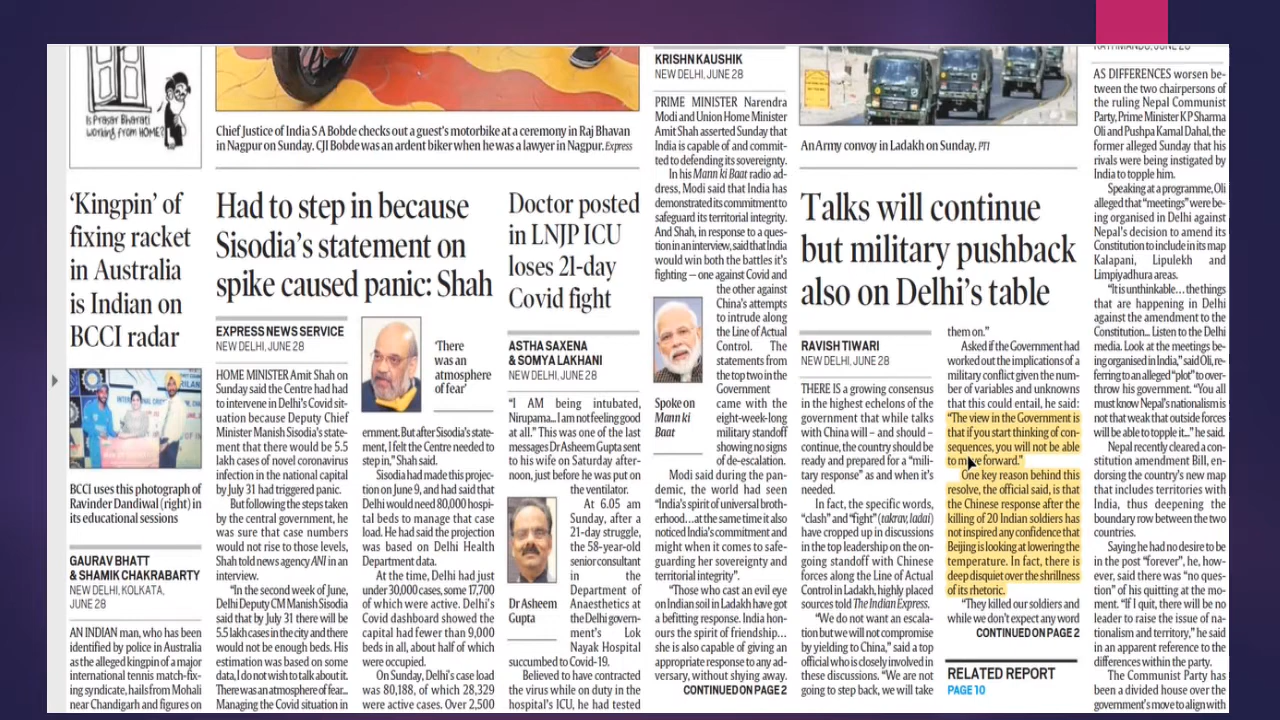 Is Prasar Bharati
working from HOME?
Chief Justice of India S A Bobde checks out a guest's motorbike at a ceremony in Raj Bhavan
in Nagpur on Sunday. CJI Bobde was an ardent biker when he was a lawyer in Nagpur. Express
'Kingpin' of
fixing racket
in Australia
is Indian on
BCCI radar
BCCI uses this photograph of
Ravinder Dandiwal (right) in
its educational sessions
GAURAV BHATT
& SHAMIK CHAKRABARTY
NEW DELHI, KOLKATA,
JUNE 28
AN INDIAN man, who has been
identified by police in Australia
as the alleged kingpin of a major
international tennis match-fix-
ing syndicate, hails from Mohali
near Chandigarh and figures on
Had to step in because
Sisodia's statement on
spike caused panic: Shah
EXPRESS NEWS SERVICE
NEW DELHI, JUNE 28
HOME MINISTER Amit Shah on
Sunday said the Centre had had
to intervene in Delhi's Covid sit-
uation because Deputy Chief
Minister Manish Sisodia's state-
ment that there would be 5.5
lakh cases of novel coronavirus
infection in the national capital
by July 31 had triggered panic.
But following the steps taken
by the central government, he
was sure that case numbers
would not rise to those levels,
Shah told news agency ANI in an
interview.
"In the second week of June,
Delhi Deputy CM Manish Sisodia
said that by July 31 there will be
5.5 lakh cases in the city and there
would not be enough beds. His
estimation was based on some
data, I do not wish to talk about it.
There was an atmosphere of fear...
Managing the Covid situation in
'There
was an
atmosphere
of fear'
ernment. But after Sisodia's state-
ment, I felt the Centre needed to
step in," Shah said.
Sisodia had made this projec-
tion on June 9, and had said that
Delhi would need 80,000 hospi-
tal beds to manage that case
load. He had said the projection
was based on Delhi Health
Department data.
At the time, Delhi had just
under 30,000 cases, some 17,700
of which were active. Delhi's
Covid dashboard showed the
capital had fewer than 9,000
beds in all, about half of which
were occupied.
On Sunday, Delhi's case load
was 80,188, of which 28,329
were active cases. Over 2,500
Doctor posted
in LNJP ICU
loses 21-day
Covid fight
ASTHA SAXENA
& SOMYA LAKHANI
NEW DELHI, JUNE 28
"I AM being intubated,
Nirupama... I am not feeling good
at all." This was one of the last
messages Dr Asheem Gupta sent
to his wife on Saturday after-
noon, just before he was put on
the ventilator.
At 6.05 am
Sunday, after a
21-day struggle,
the 58-year-old
senior consultant
in the
Department of
Anaesthetics at
the Delhi govern-
ment's Lok
Nayak Hospital
succumbed to Covid-19.
Dr Asheem
Gupta
Believed to have contracted
the virus while on duty in the
hospital's ICU, he had tested
KRISHN KAUSHIK
NEW DELHI, JUNE 28
PRIME MINISTER Narendra
Modi and Union Home Minister
Amit Shah asserted Sunday that
India is capable of and commit-
ted to defending its sovereignty.
In his Mann ki Baat radio ad-
dress, Modi said that India has
demonstrated its commitment to
safeguard its territorial integrity.
And Shah, in response to a ques-
tion in an interview, said that India
would win both the battles it's
fighting — one against Covid and
the other against
China's attempts
to intrude along
the Line of Actual
Control. The
statements from
the top two in the
Government
came with the
eight-week-long
military standoff
showing no signs
of de-escalation.
Spoke on
Mann ki
Baat
Modi said during the pan-
demic, the world had seen
"India's spirit of universal broth-
erhood...at the same time it also
noticed India's commitment and
might when it comes to safe-
guarding her sovereignty and
territorial integrity".
"Those who cast an evil eye
on Indian soil in Ladakh have got
a befitting response. India hon-
ours the spirit of friendship...
she is also capable of giving an
appropriate response to any ad-
versary, without shying away.
CONTINUED ON PAGE 2
An Army convoy in Ladakh on Sunday. PTI
Talks will continue
but military pushback
also on Delhi's table
RAVISH TIWARI
NEW DELHI, JUNE 28
THERE IS a growing consensus
in the highest echelons of the
government that while talks
with China will – and should –
continue, the country should be
ready and prepared for a "mili-
tary response" as and when it's
needed.
In fact, the specific words,
"clash" and "fight" (takrav, ladai)
have cropped up in discussions
in the top leadership on the on-
going standoff with Chinese
forces along the Line of Actual
Control in Ladakh, highly placed
sources told The Indian Express.
"We do not want an escala-
tion but we will not compromise
by yielding to China," said a top
official who is closely involved in
these discussions. "We are not
going to step back, we will take
them on."
Asked if the Government had
worked out the implications of a
military conflict given the num-
ber of variables and unknowns
that this could entail, he said:
"The view in the Government is
that if you start thinking of con-
sequences, you will not be able
to move forward."
One key reason behind this
resolve, the official said, is that
the Chinese response after the
killing of 20 Indian soldiers has
not inspired any confidence that
Beijing is looking at lowering the
temperature. In fact, there is
deep disquiet over the shrillness
of its rhetoric.
"They killed our soldiers and
while we don't expect any word
CONTINUED ON PAGE 2
RELATED REPORT
PAGE 10
KATHMANDU, JUNE 28
AS DIFFERENCES worsen be-
tween the two chairpersons of
the ruling Nepal Communist
Party, Prime Minister K P Sharma
Oli and Pushpa Kamal Dahal, the
former alleged Sunday that his
rivals were being instigated by
India to topple him.
Speaking at a programme, Oli
alleged that "meetings" were be-
ing organised in Delhi against
Nepal's decision to amend its
Constitution to include in its map
Kalapani, Lipulekh and
Limpiyadhura areas.
"It is unthinkable... the things
that are happening in Delhi
against the amendment to the
Constitution... Listen to the Delhi
media. Look at the meetings be-
ing organised in India," said Oli, re-
ferring to an alleged "plot" to over-
throw his government. "You all
must know Nepal's nationalism is
not that weak that outside forces
will be able to topple it..." he said.
Nepal recently cleared a con-
stitution amendment Bill, en-
dorsing the country's new map
that includes territories with
India, thus deepening the
boundary row between the two
countries.
Saying he had no desire to be
in the post "forever", he, how-
ever, said there was "no ques-
tion" of his quitting at the mo-
ment. "If I quit, there will be no
leader to raise the issue of na-
tionalism and territory," he said
in an apparent reference to the
differences within the party.
The Communist Party has
been a divided house over the
government's move to align with